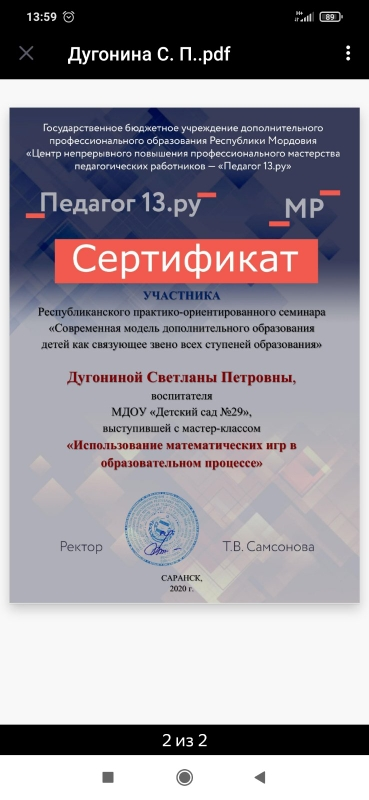 13:59
89
Дугонина С. П..pdf
Государственное бюджетное учреждение дополнительного
профессионального образования Республики Мордовия
«Центр непрерывного повышения профессионального мастерства
педагогических работников – «Педагог 13.ру»
Педагог 13.ру
МР
Сертификат
УЧАСТНИКА
Республиканского практико-ориентированного семинара
«Современная модель дополнительного образования
детей как связующее звено всех ступеней образования»
Дугониной Светланы Петровны,
воспитателя
МДОУ «Детский сад №29»,
выступившей с мастер-классом
«Использование математических игр в
образовательном процессе»
Ректор
Т.В. Самсонова
САРАНСК,
2020 г.
2 из 2